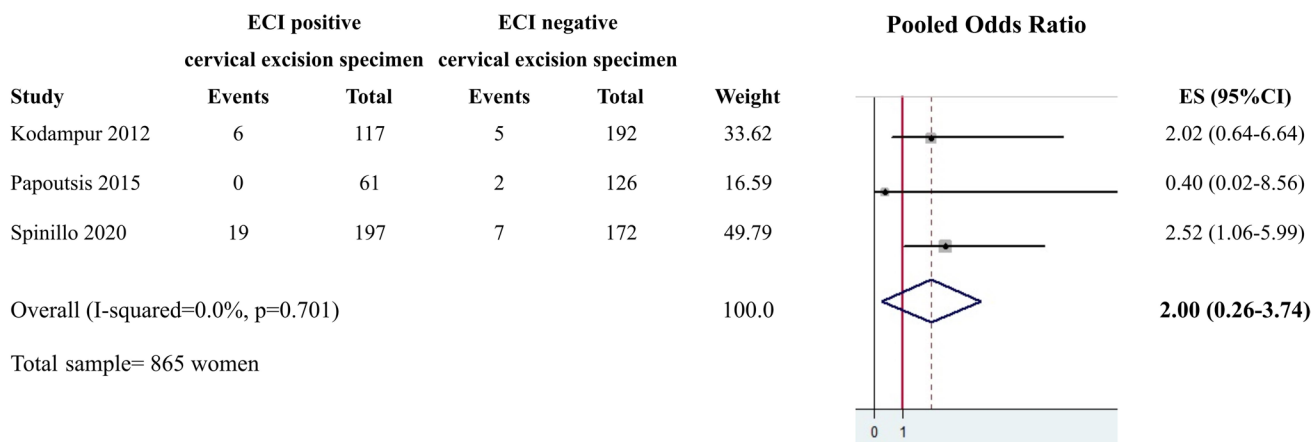 ECI positive ECI negative Pooled Odds Ratio
cervical excision specimen cervical excision specimen
Study Events Total Events Total Weight ES (95%CI)
Kodampur 2012 6 117 5 192 33.62 2.02 (0.64-6.64)
Papoutsis 2015 0 61 2 126 16.59 0.40 (0.02-8.56)
Spinillo 2020 19 197 7 172 49.79 2.52 (1.06-5.99)
Overall (I-squared=0.0%, p=0.701) 100.0 2.00 (0.26-3.74)
Total sample= 865 women
0 1